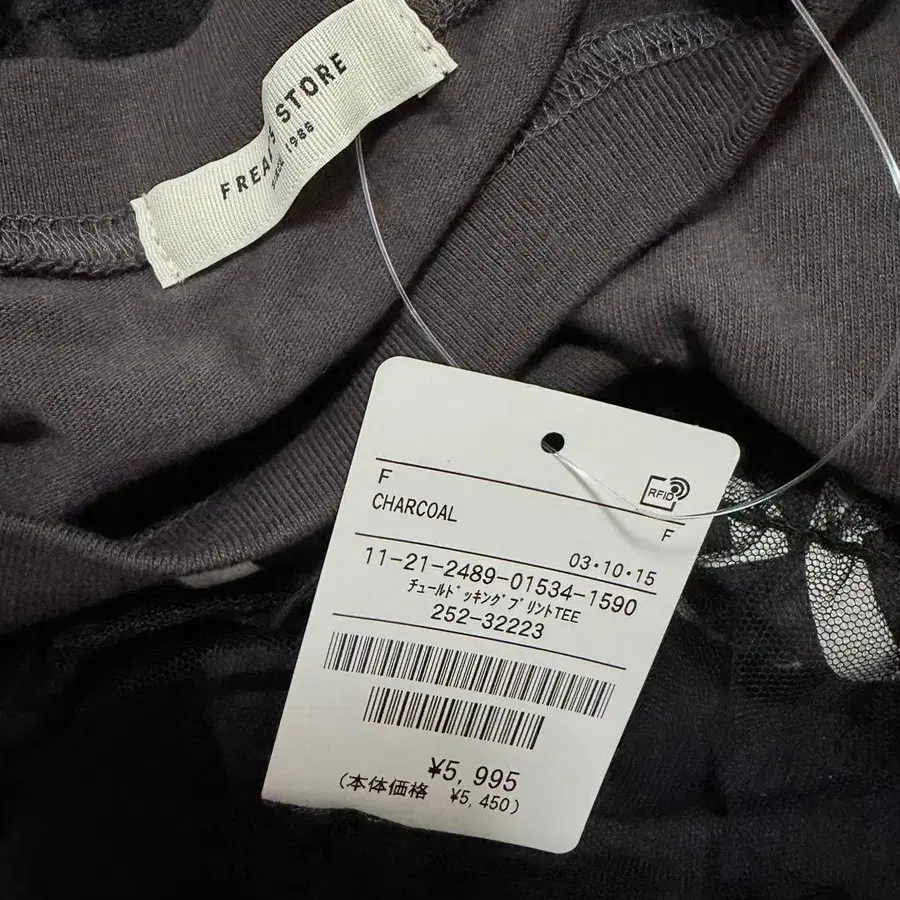 FREAK'S STORE
SINCE 1986
F
RFID
CHARCOAL
F
03・10・15
11-21-2489-01534-1590
チュールドッキングプリントTEE
252-32223
¥5,995
(本体価格 ¥5,450)